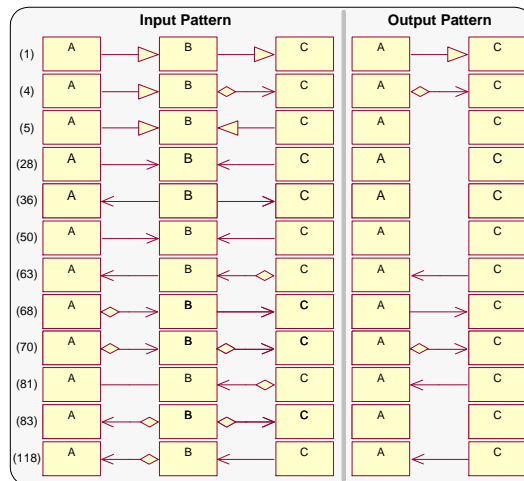 Input Pattern Output Pattern
(1) A B C A C
(4) A B C A C
(5) A B C A C
(28) A B C A C
(36) A B C A C
(50) A B C A C
(63) A B C A C
(68) A B C A C
(70) A B C A C
(81) A B C A C
(83) A B C A C
(118) A B C A C